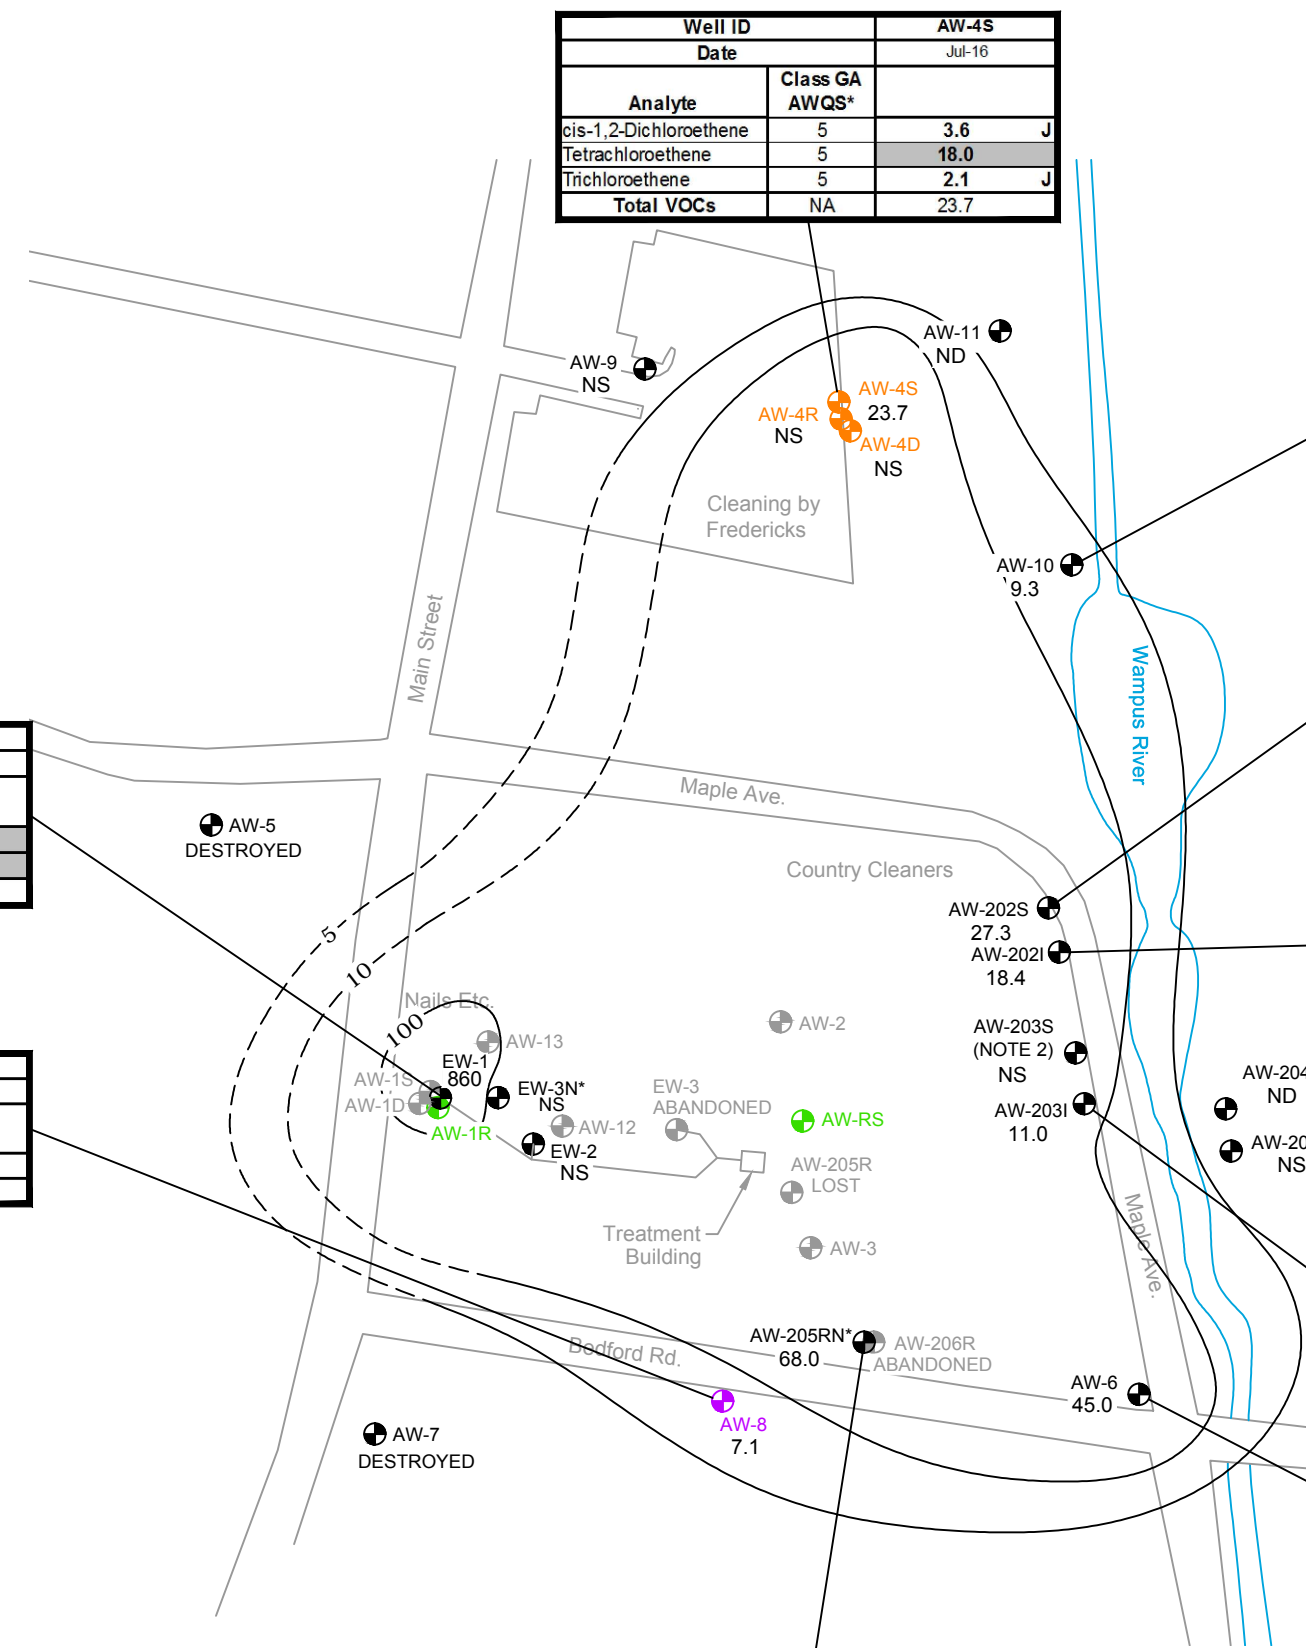 Well ID AW-4S
Date Jul-16
Analyte Class GA AWQS*
cis-1,2-Dichloroethene 5 3.6 J
Tetrachloroethene 5 18.0
Trichloroethene 5 2.1 J
Total VOCs NA 23.7
AW-11
ND
AW-9
NS
AW-4S
23.7
AW-4R
NS
AW-4D
NS
Cleaning by
Fredericks
AW-10
9.3
Main Street
Wampus River
Maple Ave.
AW-5
DESTROYED
Country Cleaners
AW-202S
27.3
AW-202I
18.4
5
10
Nails Etc.
100
AW-13
AW-2
AW-203S
(NOTE 2)
NS
EW-1
860
AW-1S
AW-1D
AW-1R
EW-3N*
NS
EW-3
ABANDONED
AW-12
EW-2
NS
AW-RS
AW-203I
11.0
AW-204
ND
AW-20
NS
AW-205R
LOST
Treatment
Building
AW-3
Maple Ave.
AW-205RN*
68.0
AW-206R
ABANDONED
Bedford Rd.
AW-6
45.0
AW-8
7.1
AW-7
DESTROYED